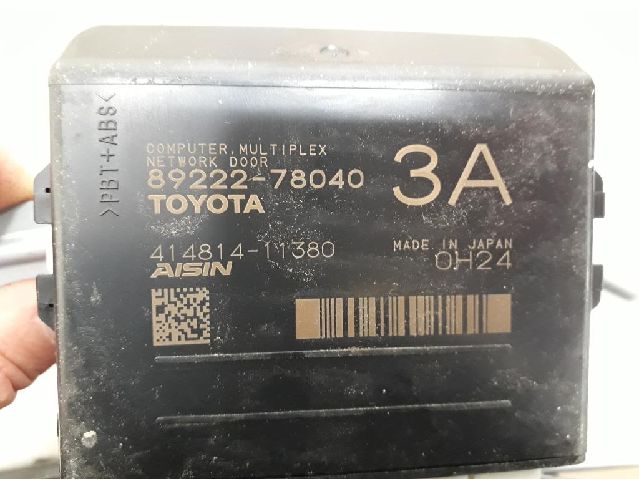 >PBT+ABS<
COMPUTER, MULTIPLEX
NETWORK DOOR
89222-78040
3A
TOYOTA
414814-11380
MADE IN JAPAN
AISIN
0H24